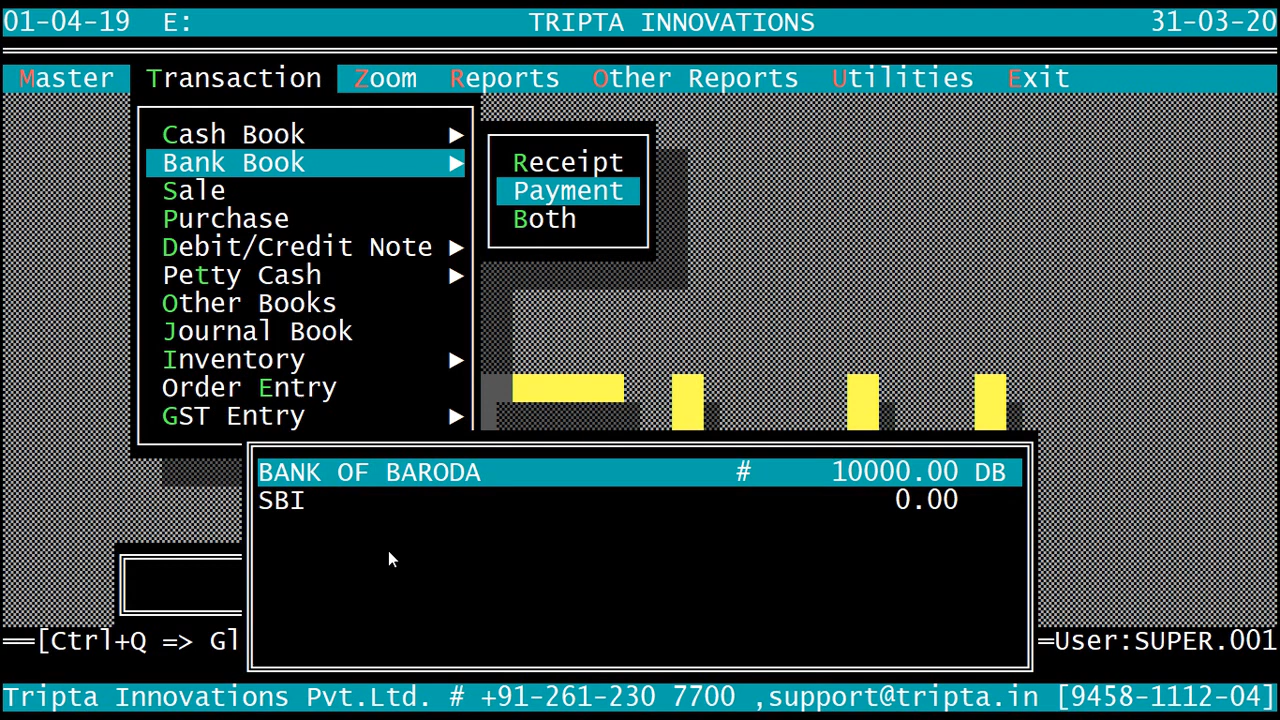 01-04-19 E: TRIPTA INNOVATIONS 31-03-20
Master Transaction Zoom Reports Other Reports Utilities Exit
Cash Book ►
Bank Book ►
Sale
Purchase
Debit/Credit Note ►
Petty Cash ►
Other Books
Journal Book
Inventory ►
Order Entry
GST Entry ►
Receipt
Payment
Both
BANK OF BARODA # 10000.00 DB
SBI 0.00
[Ctrl+Q => Gl
User:SUPER.001
Tripta Innovations Pvt.Ltd. # +91-261-230 7700 ,support@tripta.in [9458-1112-04]